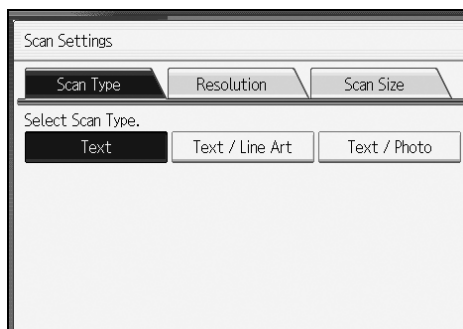 Scan Settings
Scan Type Resolution Scan Size
Select Scan Type.
Text Text / Line Art Text / Photo